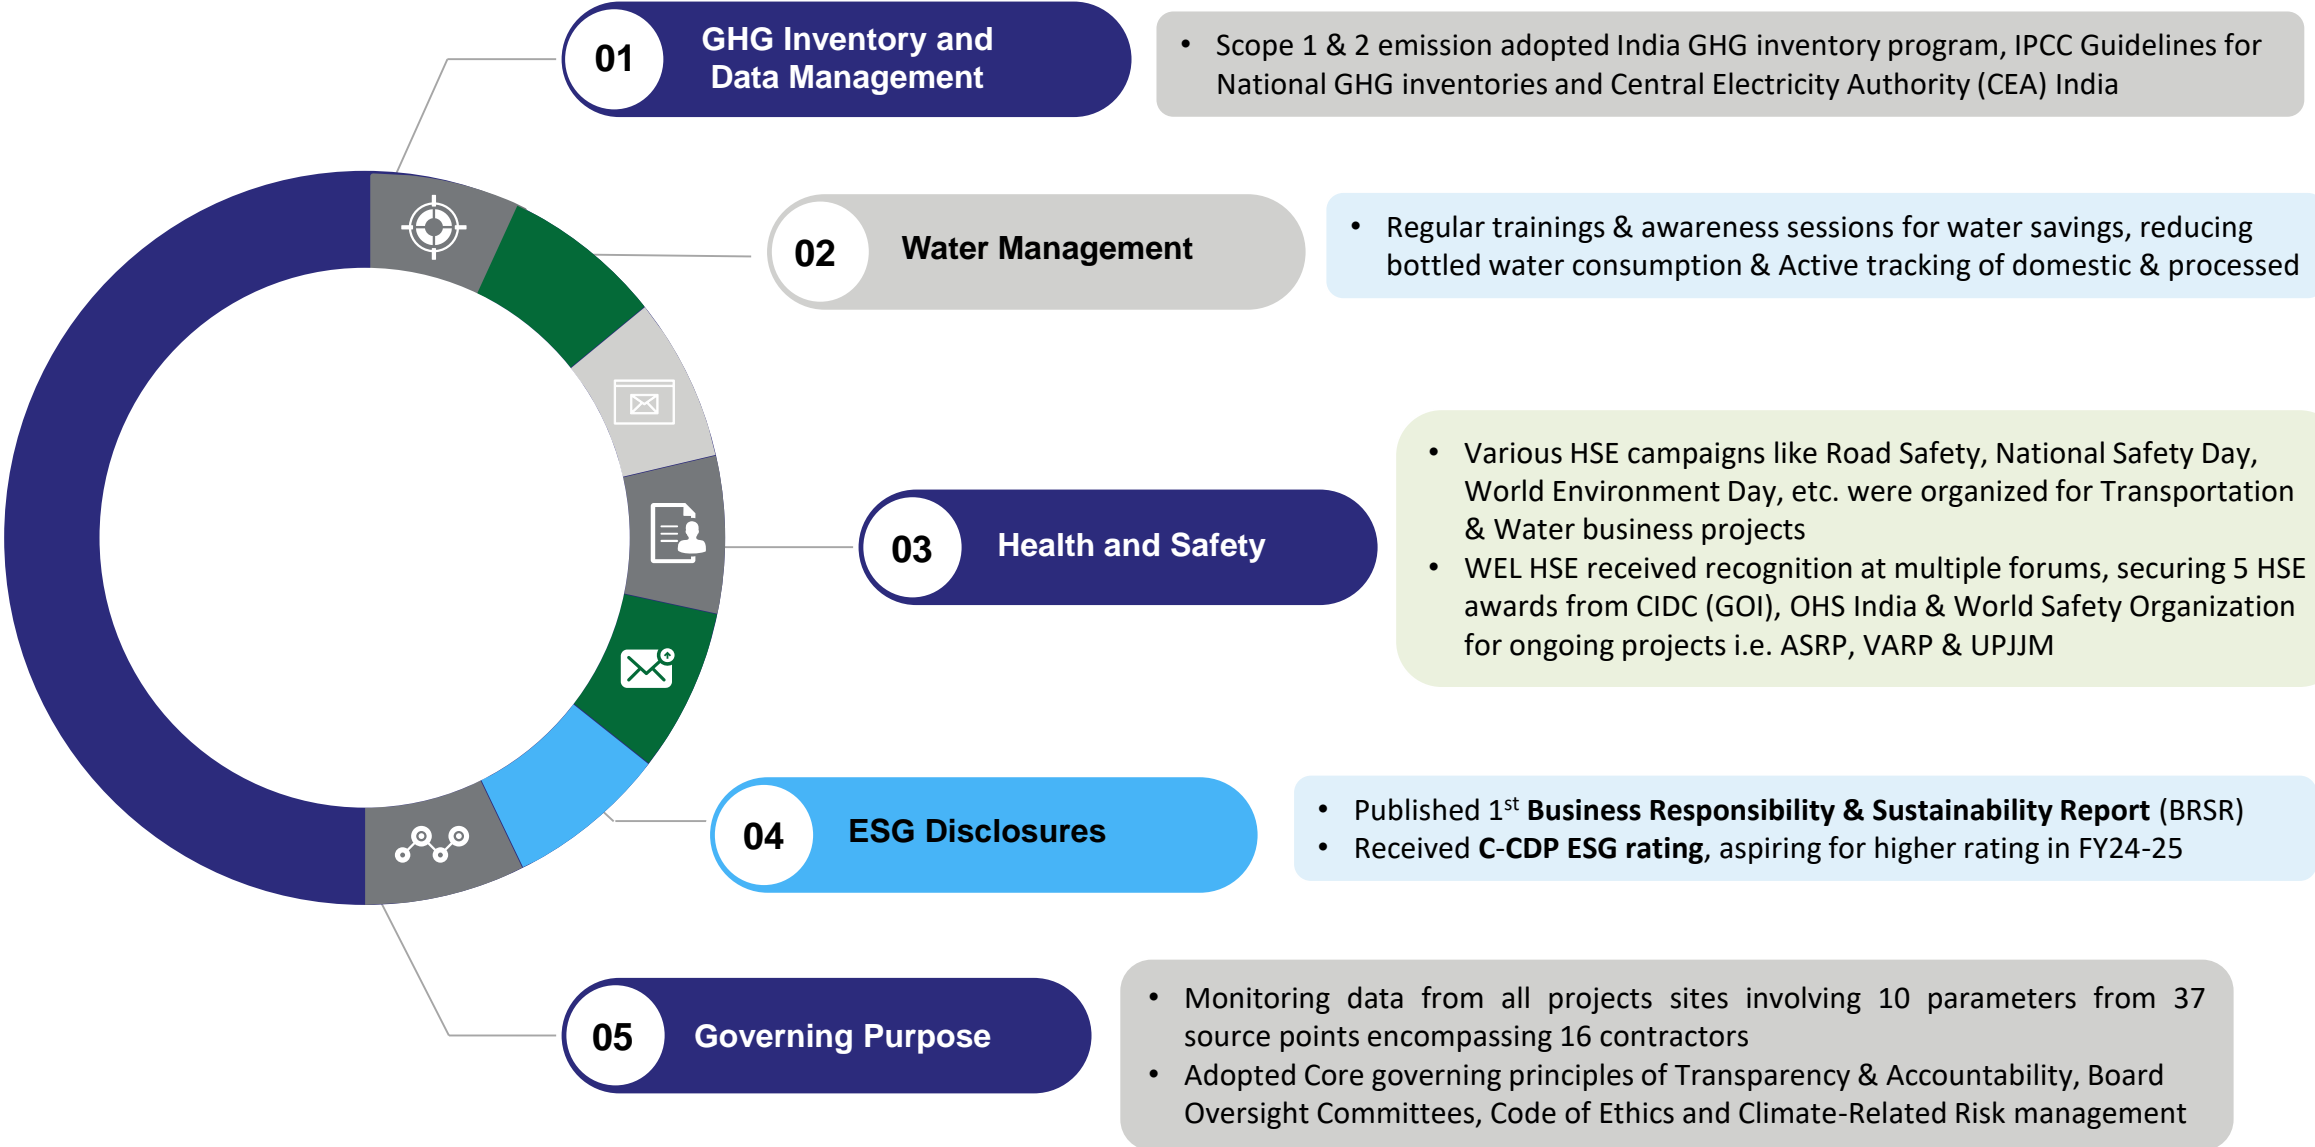 01
GHG Inventory and
Data Management
• Scope 1 & 2 emission adopted India GHG inventory program, IPCC Guidelines for
National GHG inventories and Central Electricity Authority (CEA) India
02
Water Management
• Regular trainings & awareness sessions for water savings, reducing
bottled water consumption & Active tracking of domestic & processed
03
Health and Safety
• Various HSE campaigns like Road Safety, National Safety Day,
World Environment Day, etc. were organized for Transportation
& Water business projects
• WEL HSE received recognition at multiple forums, securing 5 HSE
awards from CIDC (GOI), OHS India & World Safety Organization
for ongoing projects i.e. ASRP, VARP & UPJJM
04
ESG Disclosures
• Published 1st Business Responsibility & Sustainability Report (BRSR)
• Received C-CDP ESG rating, aspiring for higher rating in FY24-25
05
Governing Purpose
• Monitoring data from all projects sites involving 10 parameters from 37
source points encompassing 16 contractors
• Adopted Core governing principles of Transparency & Accountability, Board
Oversight Committees, Code of Ethics and Climate-Related Risk management